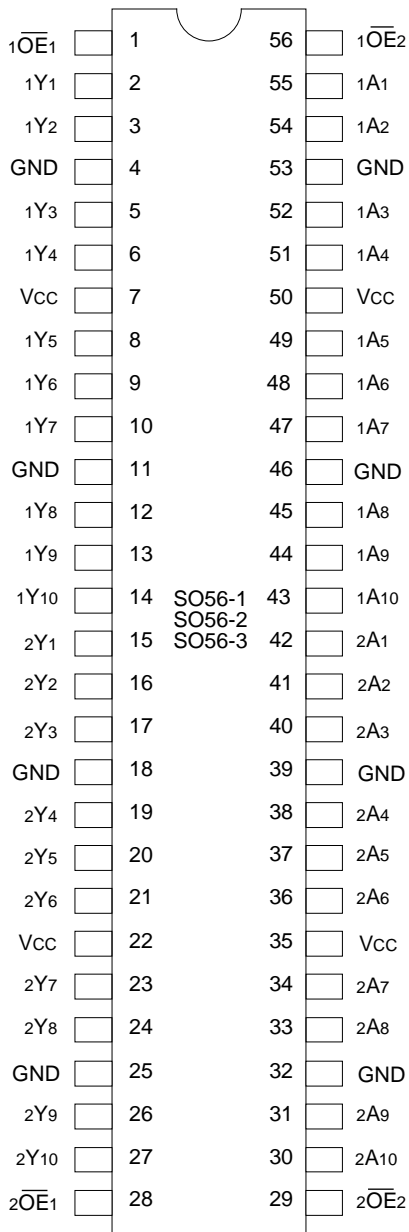 1OE1 1 56 1OE2
1Y1 2 55 1A1
1Y2 3 54 1A2
GND 4 53 GND
1Y3 5 52 1A3
1Y4 6 51 1A4
VCC 7 50 VCC
1Y5 8 49 1A5
1Y6 9 48 1A6
1Y7 10 47 1A7
GND 11 46 GND
1Y8 12 45 1A8
1Y9 13 44 1A9
1Y10 14 SO56-1 43 1A10
SO56-2
2Y1 15 SO56-3 42 2A1
2Y2 16 41 2A2
2Y3 17 40 2A3
GND 18 39 GND
2Y4 19 38 2A4
2Y5 20 37 2A5
2Y6 21 36 2A6
VCC 22 35 VCC
2Y7 23 34 2A7
2Y8 24 33 2A8
GND 25 32 GND
2Y9 26 31 2A9
2Y10 27 30 2A10
2OE1 28 29 2OE2